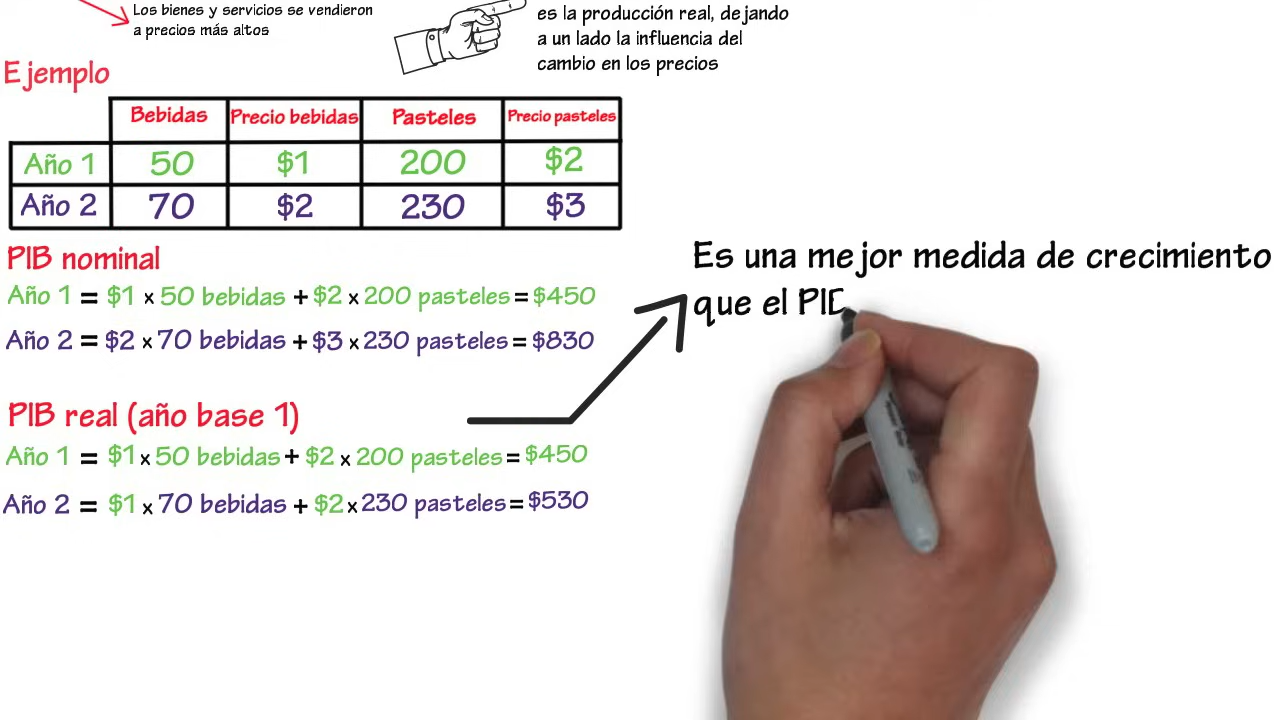 Los bienes y servicios se vendieron
a precios más altos
es la producción real, dejando
a un lado la influencia del
cambio en los precios
Ejemplo
Bebidas Precio bebidas Pasteles Precio pasteles
Año 1 50 $1 200 $2
Año 2 70 $2 230 $3
PIB nominal
Año 1 = $1 x 50 bebidas + $2 x 200 pasteles = $450
Año 2 = $2 x 70 bebidas + $3 x 230 pasteles = $830
PIB real (año base 1)
Año 1 = $1 x 50 bebidas + $2 x 200 pasteles = $450
Año 2 = $1 x 70 bebidas + $2 x 230 pasteles = $530
Es una mejor medida de crecimiento
que el